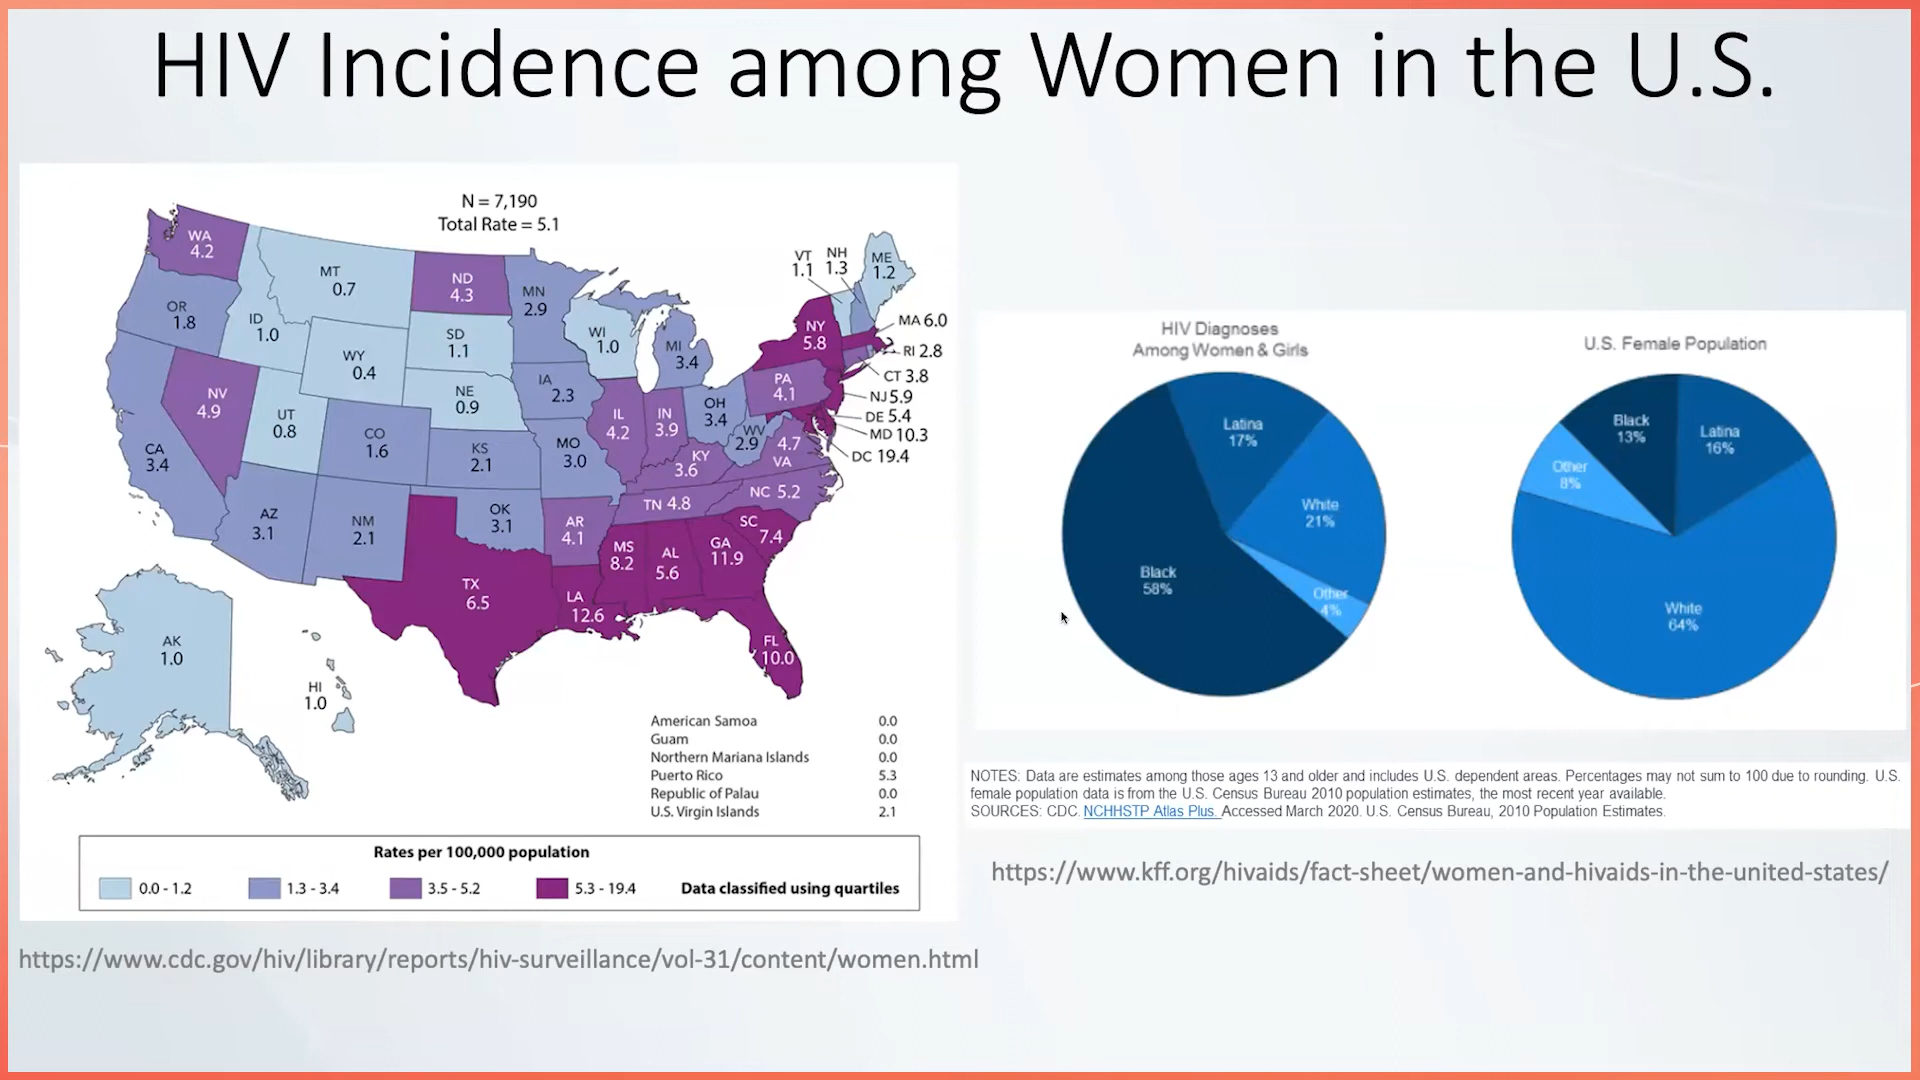 HIV Incidence among Women in the U.S.
N = 7,190
Total Rate = 5.1
WA
4.2
MT
0.7
ND
4.3
MN
2.9
VT
1.1
NH
1.3
ME
1.2
OR
1.8
ID
1.0
SD
1.1
WI
1.0
MI
3.4
NY
5.8
MA 6.0
RI 2.8
CT 3.8
NJ 5.9
DE 5.4
MD 10.3
DC 19.4
WY
0.4
NV
4.9
UT
0.8
NE
0.9
IA
2.3
IL
4.2
IN
3.9
OH
3.4
PA
4.1
WV
2.9
4.7
VA
CA
3.4
CO
1.6
KS
2.1
MO
3.0
KY
3.6
AZ
3.1
NM
2.1
OK
3.1
AR
4.1
TN 4.8
NC 5.2
SC
7.4
MS
8.2
AL
5.6
GA
11.9
TX
6.5
LA
12.6
FL
10.0
AK
1.0
HI
1.0
American Samoa 0.0
Guam 0.0
Northern Mariana Islands 0.0
Puerto Rico 5.3
Republic of Palau 0.0
U.S. Virgin Islands 2.1
Rates per 100,000 population
0.0 - 1.2 1.3 - 3.4 3.5 - 5.2 5.3 - 19.4 Data classified using quartiles
https://www.cdc.gov/hiv/library/reports/hiv-surveillance/vol-31/content/women.html
HIV Diagnoses
Among Women & Girls
Latina
17%
White
21%
Other
4%
Black
58%
U.S. Female Population
Black
13%
Latina
16%
Other
8%
White
64%
NOTES: Data are estimates among those ages 13 and older and includes U.S. dependent areas. Percentages may not sum to 100 due to rounding. U.S.
female population data is from the U.S. Census Bureau 2010 population estimates, the most recent year available.
SOURCES: CDC. NCHHSTP Atlas Plus. Accessed March 2020. U.S. Census Bureau, 2010 Population Estimates.
https://www.kff.org/hivaids/fact-sheet/women-and-hivaids-in-the-united-states/